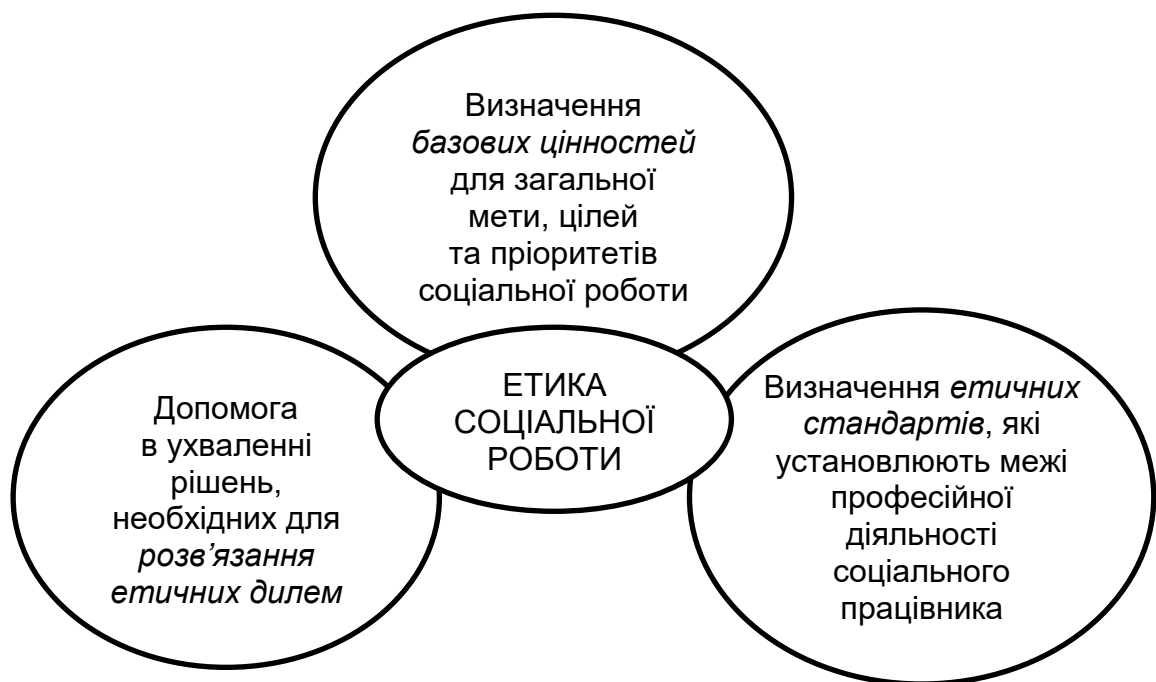 Визначення
базових цінностей
для загальної
мети, цілей
та пріоритетів
соціальної роботи
ЕТИКА
СОЦІАЛЬНОЇ
РОБОТИ
Допомога
в ухваленні
рішень,
необхідних для
розв’язання
етичних дилем
Визначення етичних
стандартів, які
установлюють межі
професійної
діяльності
соціального
працівника